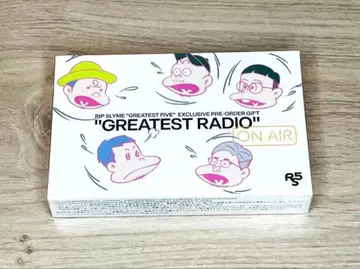 RIP SLYME "GREATEST FIVE" EXCLUSIVE PRE-ORDER GIFT
"GREATEST RADIO"
ON AIR
R5
S